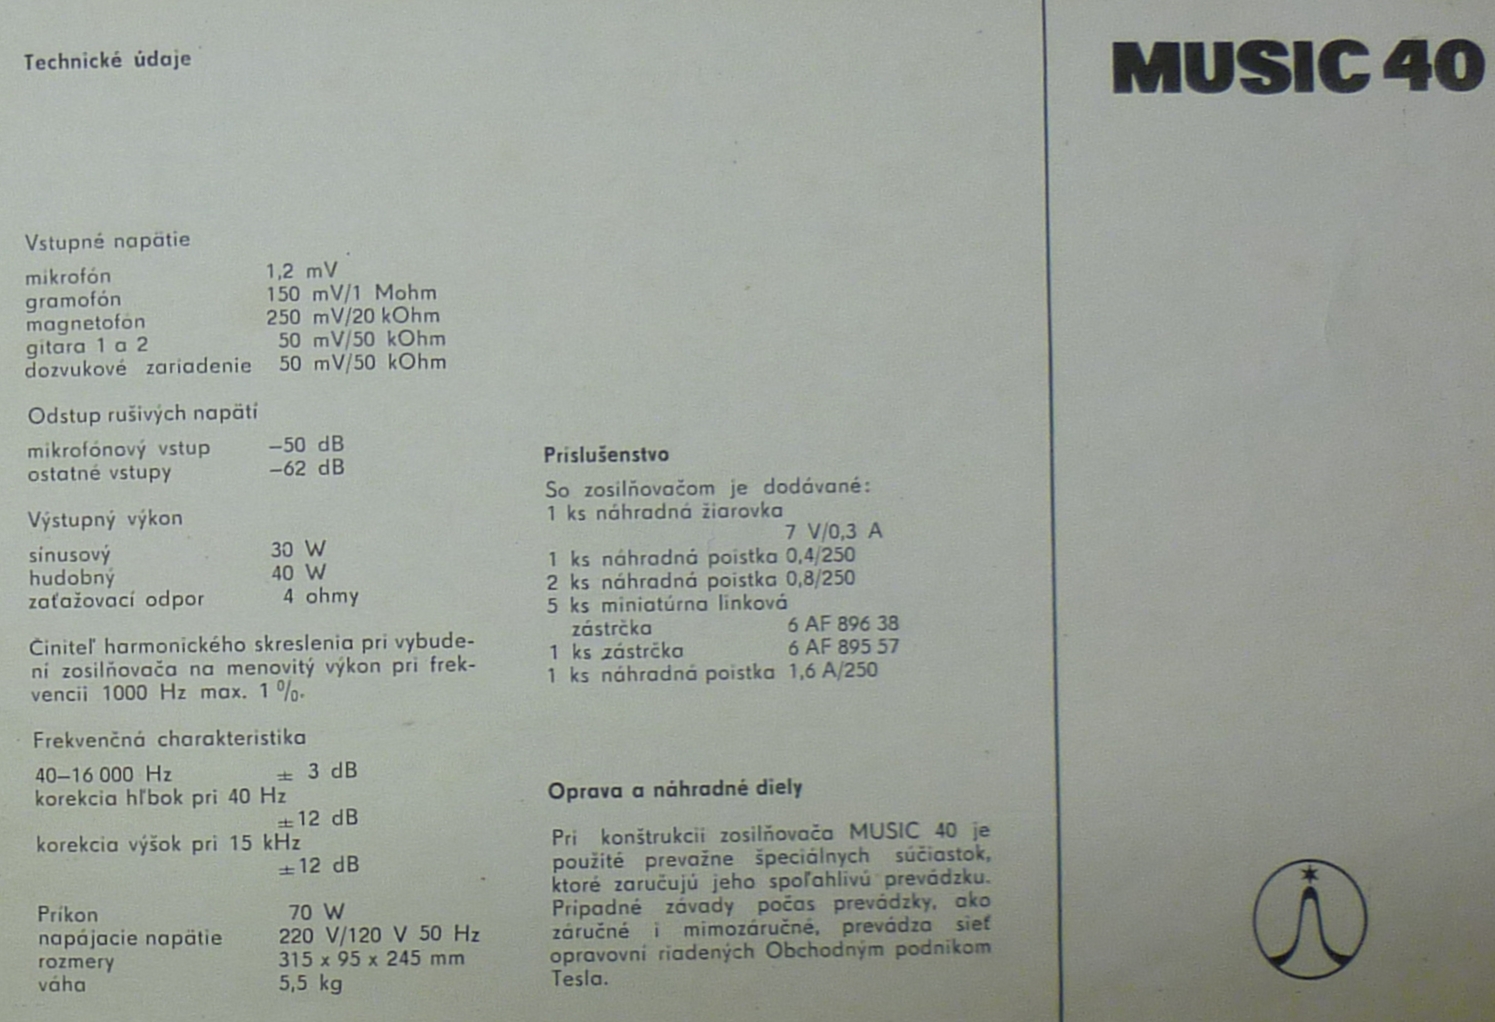 Technické údaje
Vstupné napätie
mikrofón 1,2 mV
gramofón 150 mV/1 Mohm
magnetofón 250 mV/20 kOhm
gitara 1 a 2 50 mV/50 kOhm
dozvukové zariadenie 50 mV/50 kOhm
Odstup rušivých napätí
mikrofónový vstup –50 dB
ostatné vstupy –62 dB
Výstupný výkon
sínusový 30 W
hudobný 40 W
zaťažovací odpor 4 ohmy
Činiteľ harmonického skreslenia pri vybude-
ní zosilňovača na menovitý výkon pri frek-
vencii 1000 Hz max. 1 %.
Frekvenčná charakteristika
40–16 000 Hz ± 3 dB
korekcia hľbok pri 40 Hz
±12 dB
korekcia výšok pri 15 kHz
±12 dB
Príkon 70 W
napájacie napätie 220 V/120 V 50 Hz
rozmery 315 x 95 x 245 mm
váha 5,5 kg
Príslušenstvo
So zosilňovačom je dodávané:
1 ks náhradná žiarovka
7 V/0,3 A
1 ks náhradná poistka 0,4/250
2 ks náhradná poistka 0,8/250
5 ks miniatúrna linková
zástrčka 6 AF 896 38
1 ks zástrčka 6 AF 895 57
1 ks náhradná poistka 1,6 A/250
Oprava a náhradné diely
Pri konštrukcii zosilňovača MUSIC 40 je
použité prevažne špeciálnych súčiastok,
ktoré zaručujú jeho spoľahlivú prevádzku.
Prípadné závady počas prevádzky, ako
záručné i mimozáručné, prevádza sieť
opravovní riadených Obchodným podnikom
Tesla.
MUSIC 40